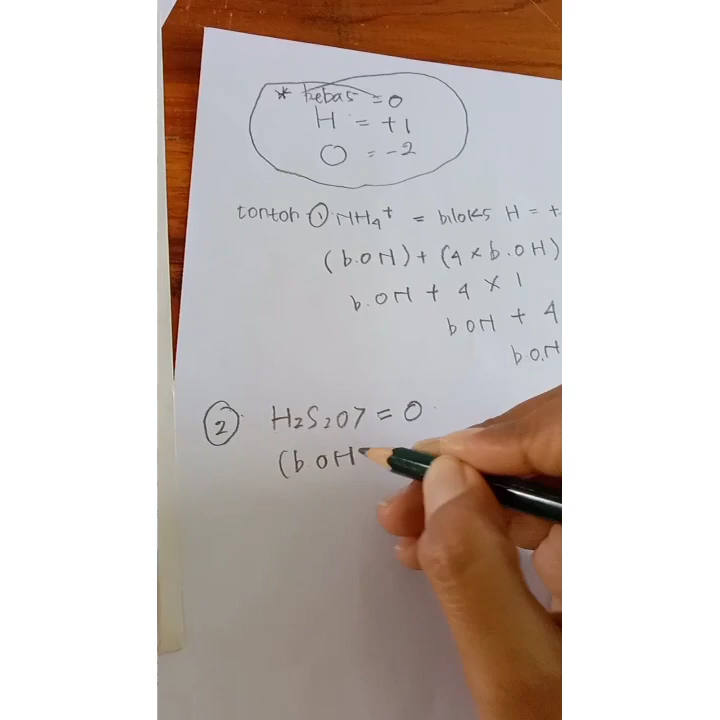 * bebas = 0
H = +1
O = -2
contoh ① NH4+ = biloks H = +
(b.o N) + (4 x b.o H)
b.o N + 4 x 1
b o N + 4
b o.N
② H2S2O7 = 0
(b o H